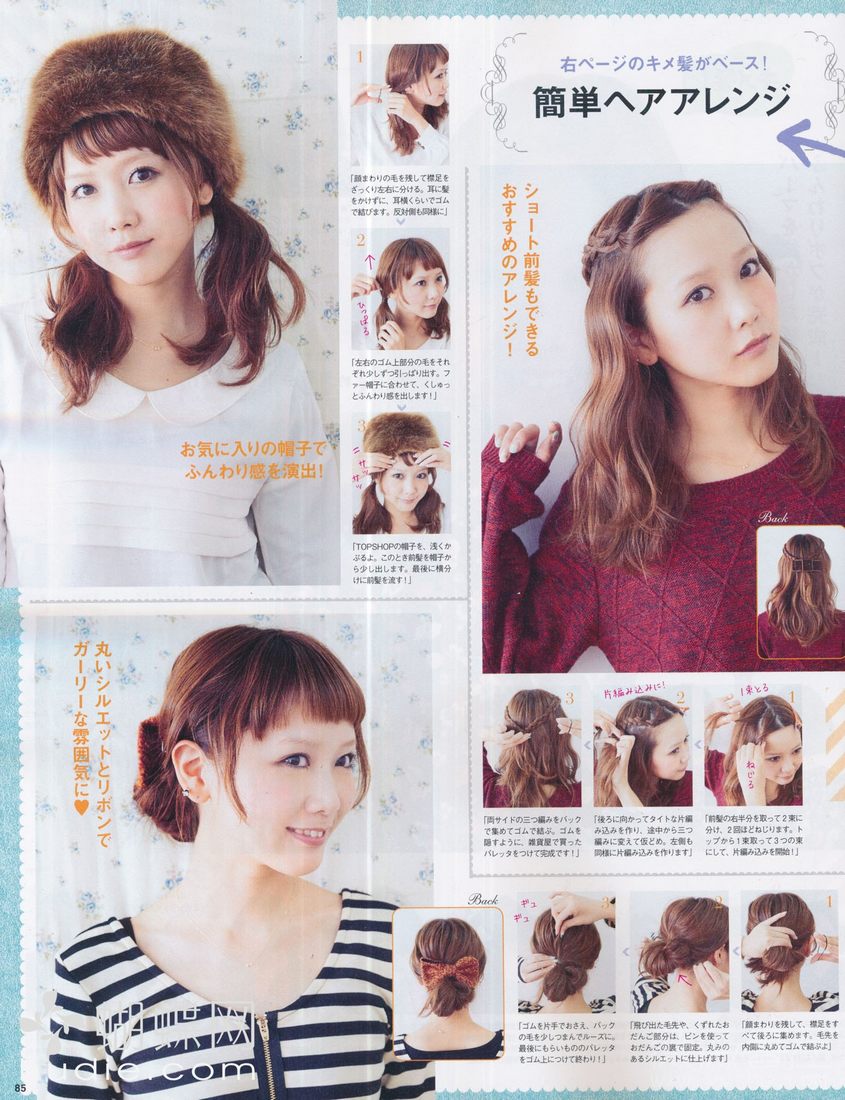 右ページのキメ髪がベース!
簡単ヘアアレンジ
お気に入りの帽子で
ふんわり感を演出!
1
「顔まわりの毛を残して襟足を
ざっくり左右に分ける。耳に髪
をかけずに、耳横くらいでゴム
で結びます。反対側も同様に」
2
ひっぱる
「左右のゴム上部分の毛をそれ
ぞれ少しずつ引っぱり出す。フ
ァー帽子に合わせて、くしゅっ
とふんわり感を出します!」
3
サッ
サッ
「TOPSHOPの帽子を、浅くか
ぶるよ。このとき前髪を帽子か
ら少し出します。最後に横分
けに前髪を流す!」
ショート前髪もできる
おすすめのアレンジ!
Back
1
1束とる
ねじる
「前髪の右半分を取って2束に
分け、2回ほどねじります。ト
ップから1束取って3つの束
にして、片編み込みを開始!」
2
片編み込みに!
「後ろに向かってタイトな片編
み込みを作り、途中から三つ
編みに変えて仮どめ。左側も
同様に片編み込みを作ります」
3
「両サイドの三つ編みをバック
で集めてゴムで結ぶ。ゴムを
隠すように、雑貨屋で買った
バレッタをつけて完成です!」
丸いシルエットとリボンで
ガーリーな雰囲気に♥
Back
1
「顔まわりを残して、襟足をす
べて後ろに集めます。毛先を
内側に丸めてゴムで結ぶよ」
2
「飛び出た毛先や、くずれたお
だんご部分は、ピンを使って
おだんごの裏で固定。丸みの
あるシルエットに仕上げます」
3
ギュ
ギュ
「ゴムを片手でおさえ、バック
の毛を少しつまんでルーズに。
最後にもらいもののバレッタ
をゴム上につけて終わり!」
蝴蝶网
udie.com
85